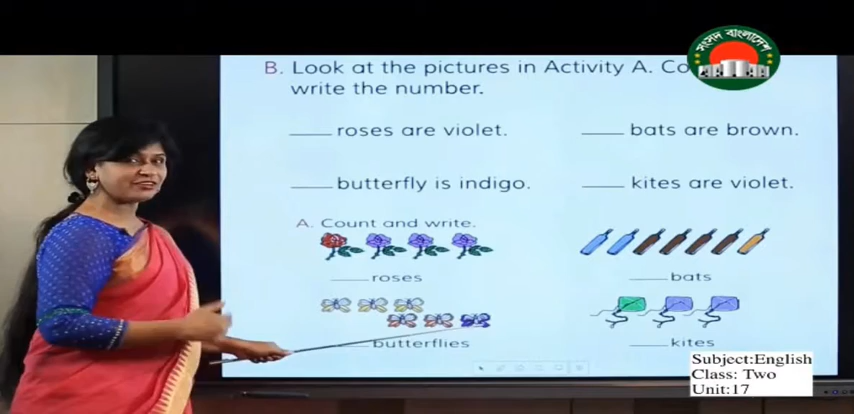 সংসদ বাংলাদেশ
B. Look at the pictures in Activity A. Co
write the number.
____ roses are violet.
____ bats are brown.
____ butterfly is indigo.
____ kites are violet.
A. Count and write.
____ roses
____ bats
____ butterflies
____ kites
Subject:English
Class: Two
Unit:17